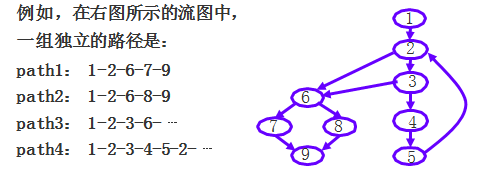 例如，在右图所示的流图中，
一组独立的路径是：
path1： 1-2-6-7-9
path2： 1-2-6-8-9
path3： 1-2-3-6-…
path4： 1-2-3-4-5-2-…
1
2
3
6
4
7
8
5
9